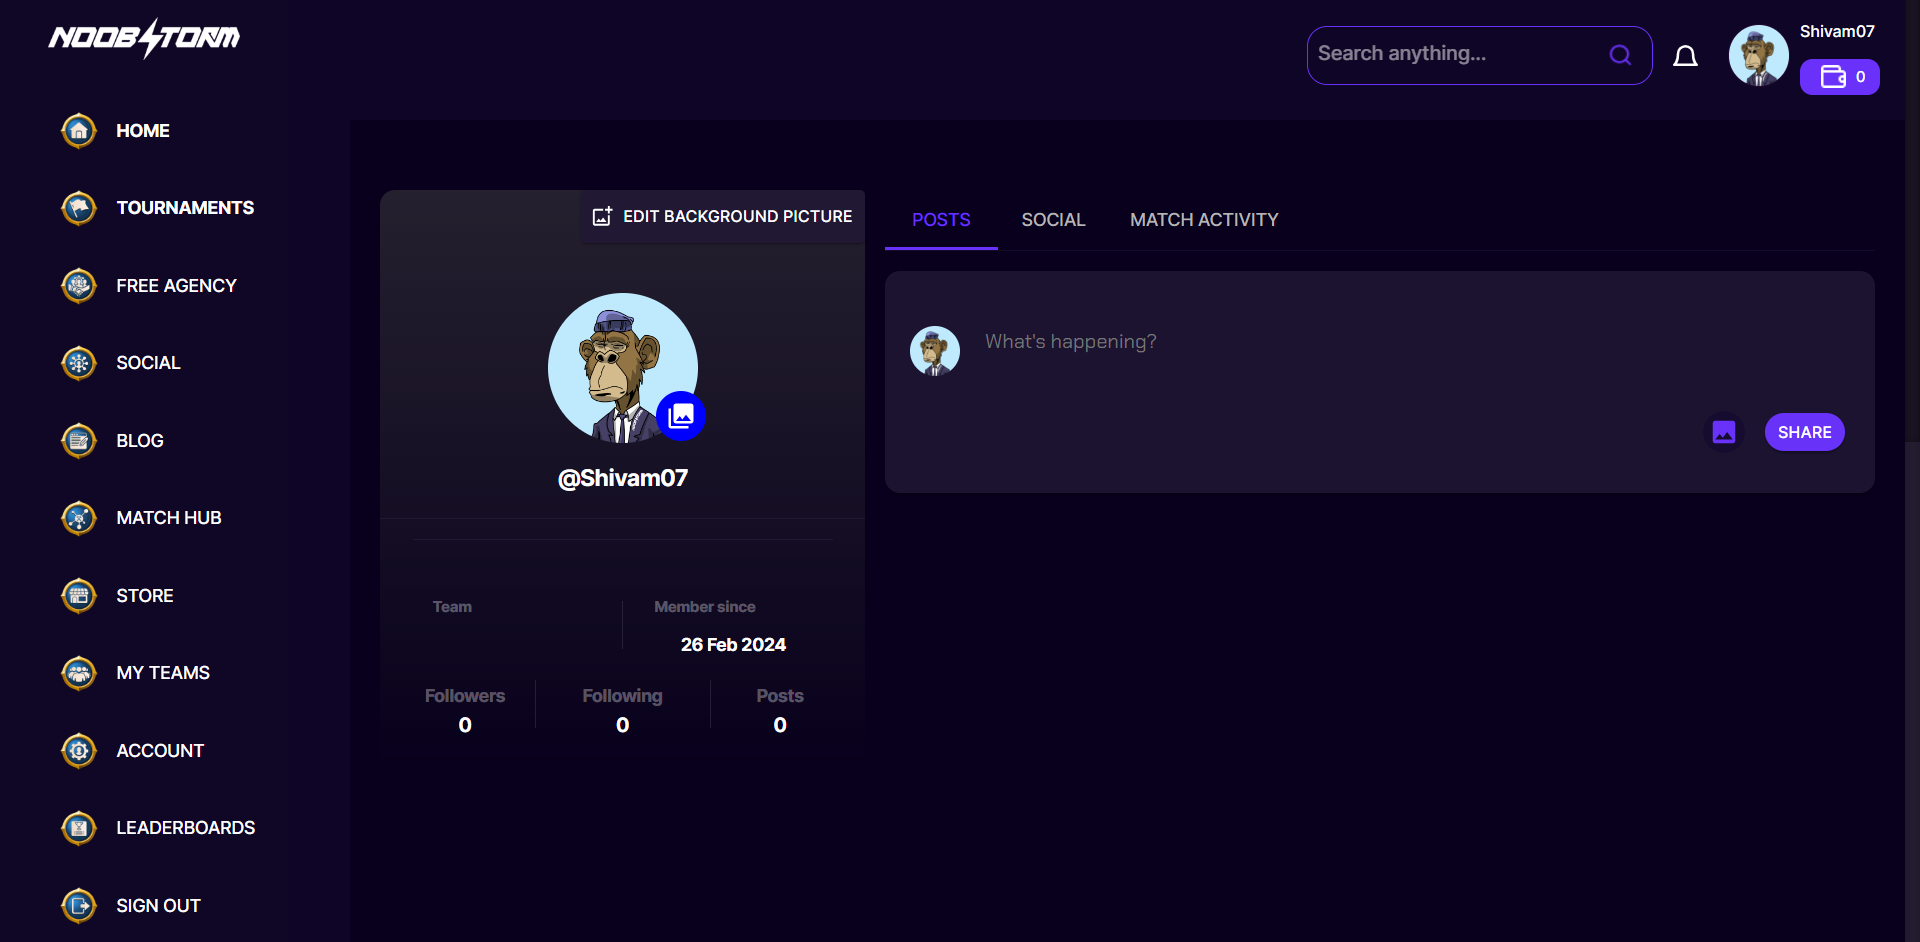 NOOBSTORM
Search anything...
Shivam07
0
HOME
TOURNAMENTS
FREE AGENCY
SOCIAL
BLOG
MATCH HUB
STORE
MY TEAMS
ACCOUNT
LEADERBOARDS
SIGN OUT
EDIT BACKGROUND PICTURE
@Shivam07
Team
Member since
26 Feb 2024
Followers
Following
Posts
0
0
0
POSTS
SOCIAL
MATCH ACTIVITY
What's happening?
SHARE